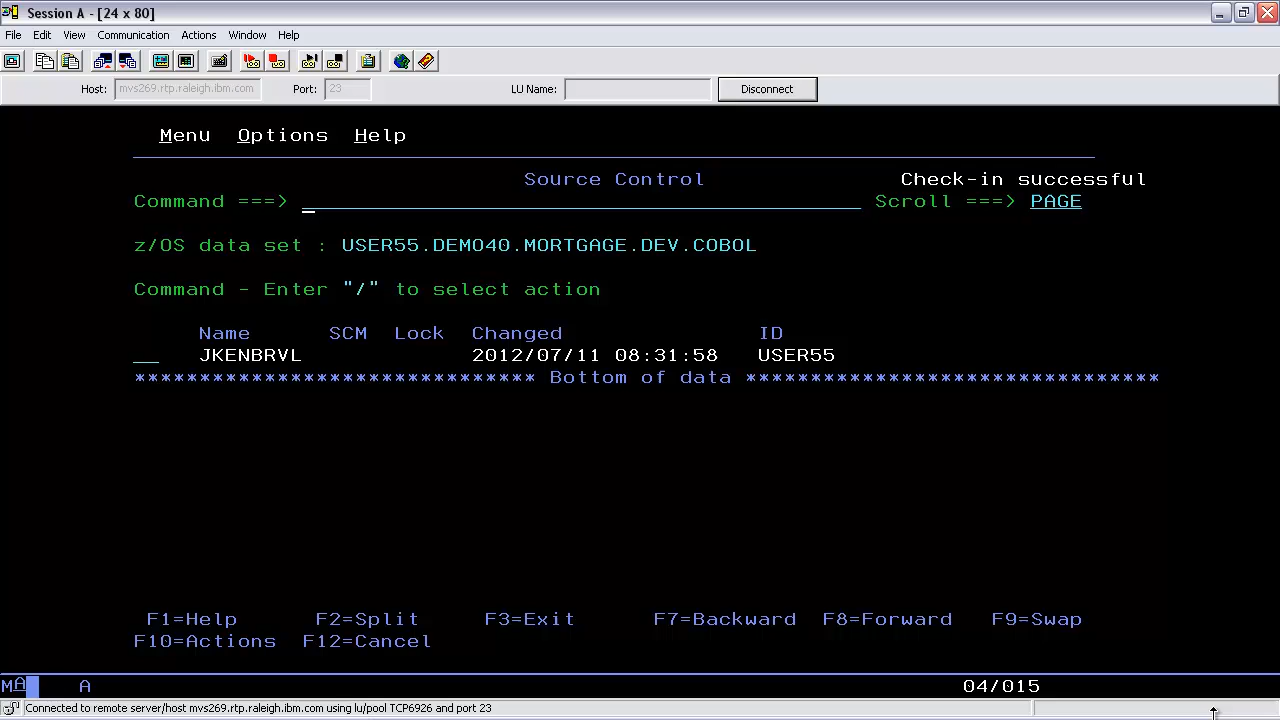 Session A - [24 x 80]
File Edit View Communication Actions Window Help
Host: mvs269.rtp.raleigh.ibm.com Port: 23 LU Name: Disconnect
Menu Options Help
Source Control Check-in successful
Command ===> Scroll ===> PAGE
z/OS data set : USER55.DEMO40.MORTGAGE.DEV.COBOL
Command - Enter "/" to select action
Name SCM Lock Changed ID
__ JKENBRVL 2012/07/11 08:31:58 USER55
******************************* Bottom of data ********************************
F1=Help F2=Split F3=Exit F7=Backward F8=Forward F9=Swap
F10=Actions F12=Cancel
MA A 04/015
Connected to remote server/host mvs269.rtp.raleigh.ibm.com using lu/pool TCP6926 and port 23